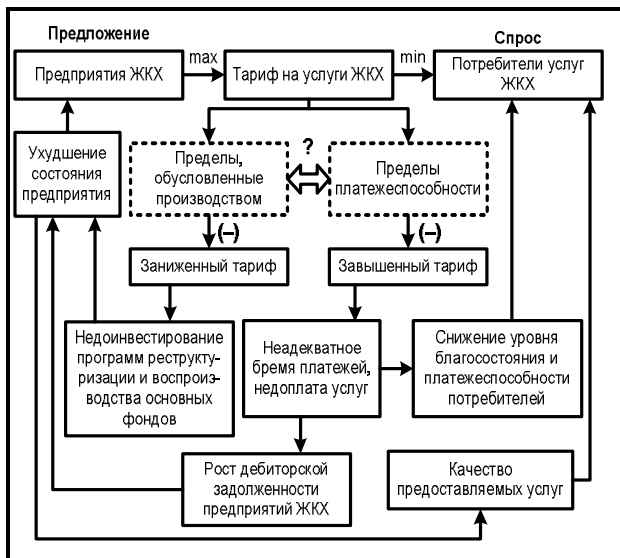 Предложение
Спрос
Предприятия ЖКХ
max
Тариф на услуги ЖКХ
min
Потребители услуг
ЖКХ
Ухудшение
состояния
предприятия
Пределы,
обусловленные
производством
?
Пределы
платежеспособности
(–)
(–)
Заниженный тариф
Завышенный тариф
Недоинвестирование
программ реструкту-
ризации и воспроиз-
водства основных
фондов
Неадекватное
бремя платежей,
недоплата услуг
Снижение уровня
благосостояния и
платежеспособности
потребителей
Рост дебиторской
задолженности
предприятий ЖКХ
Качество
предоставляемых услуг